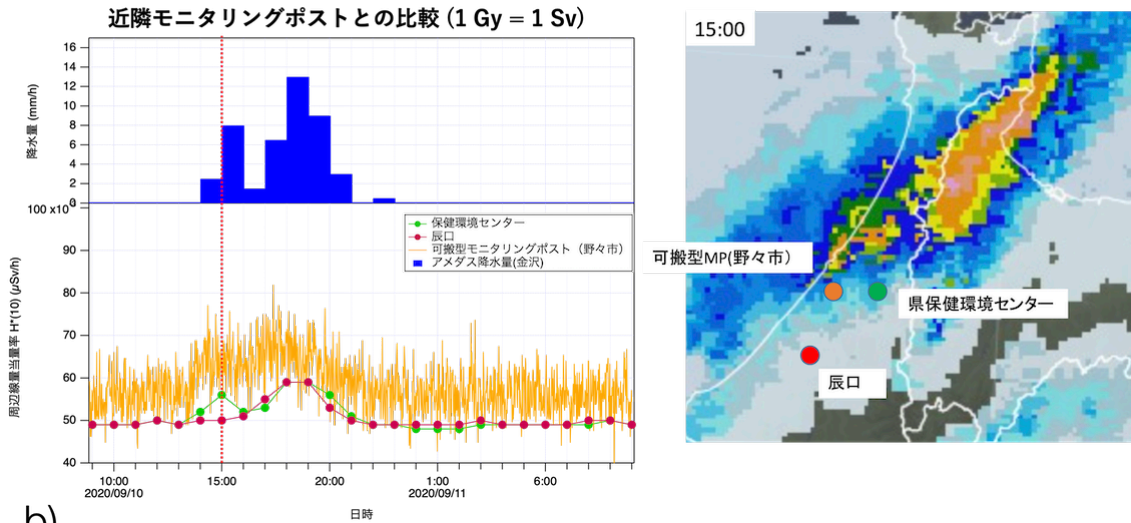 近隣モニタリングポストとの比較 (1 Gy = 1 Sv)
16
14
12
10
8
6
4
2
0
降水量 (mm/h)
保健環境センター
辰口
可搬型モニタリングポスト（野々市）
アメダス降水量(金沢)
90
80
70
60
50
40
周辺線量当量率 H*(10) (μSv/h)
10:00
2020/09/10
15:00
20:00
1:00
2020/09/11
6:00
日時
b)
15:00
可搬型MP(野々市）
県保健環境センター
辰口